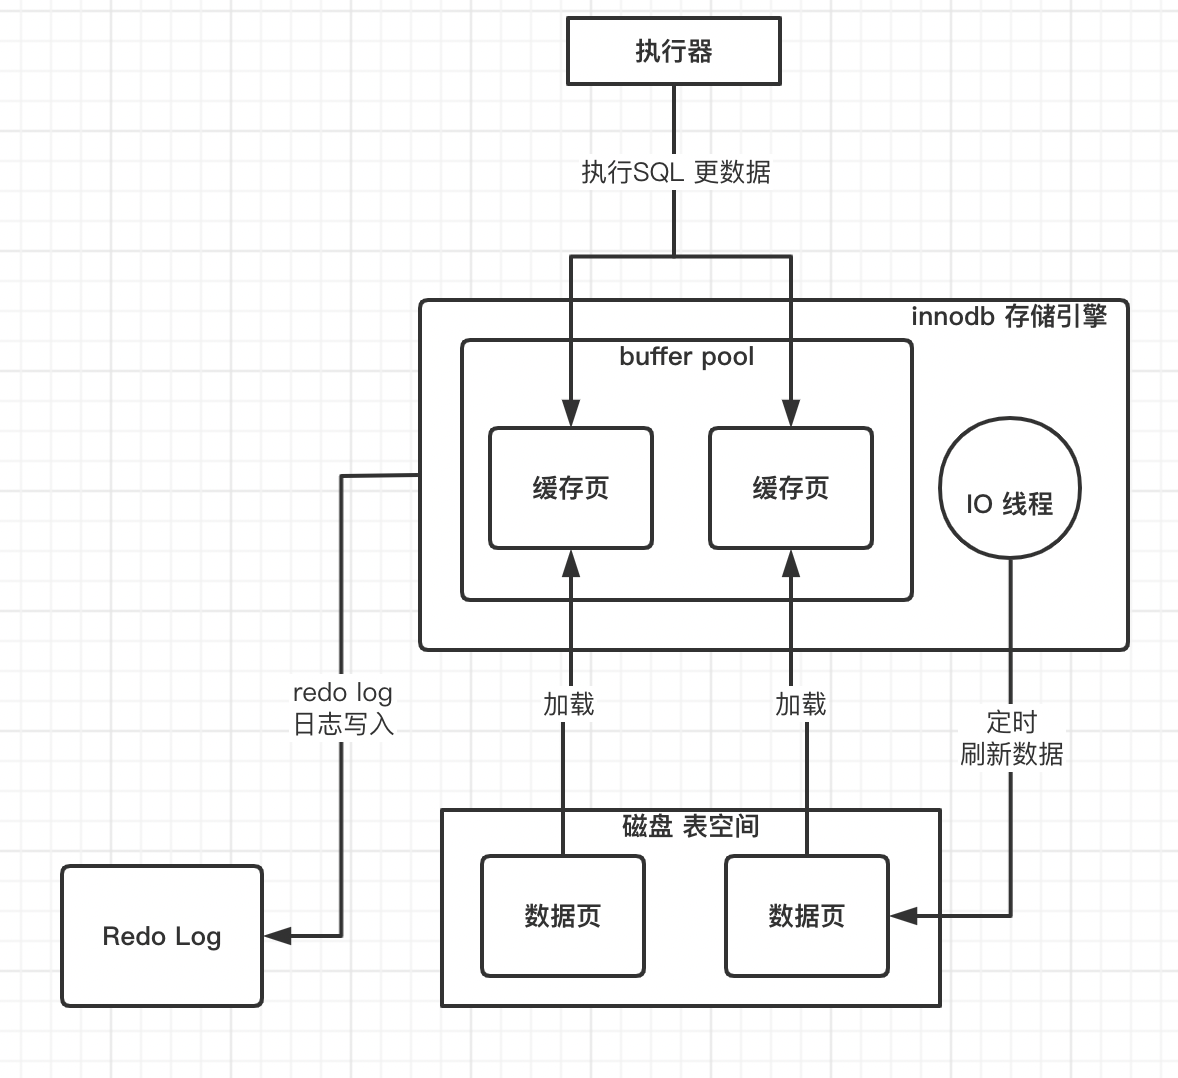 执行器
执行SQL 更数据
innodb 存储引擎
buffer pool
缓存页
缓存页
IO 线程
redo log
日志写入
加载
加载
定时
刷新数据
磁盘 表空间
数据页
数据页
Redo Log